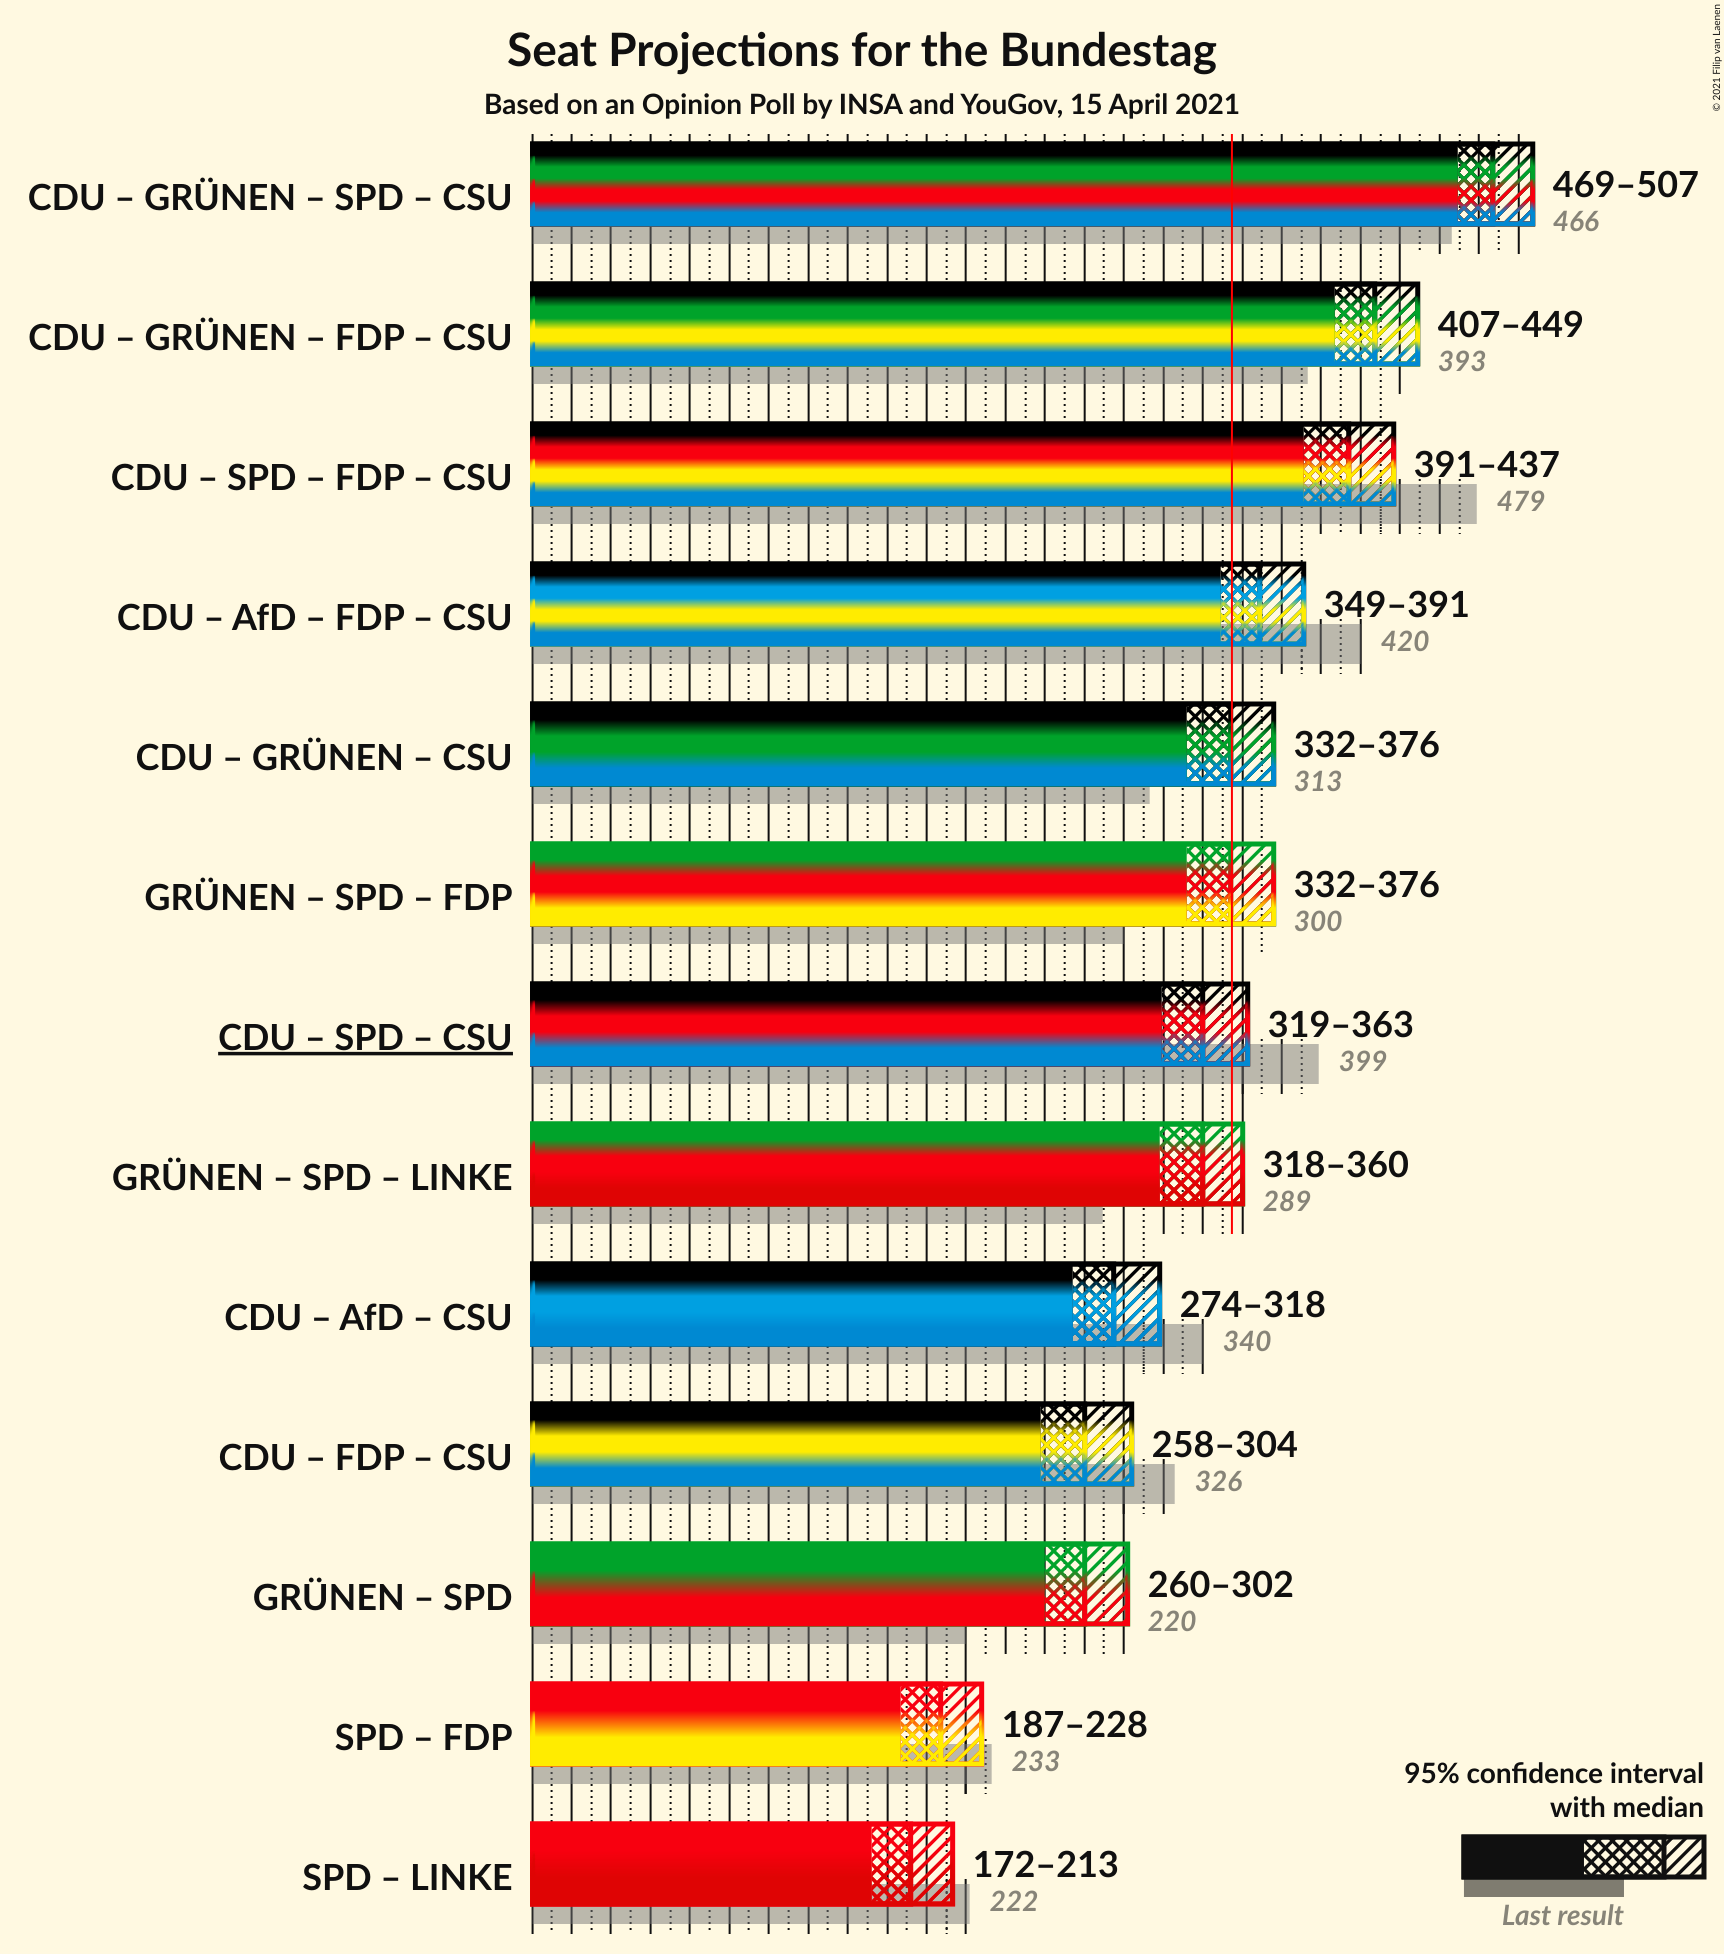 Seat Projections for the Bundestag
Based on an Opinion Poll by INSA and YouGov, 15 April 2021
© 2021 Filip van Laenen
CDU – GRÜNEN – SPD – CSU
469–507
466
CDU – GRÜNEN – FDP – CSU
407–449
393
CDU – SPD – FDP – CSU
391–437
479
CDU – AfD – FDP – CSU
349–391
420
CDU – GRÜNEN – CSU
332–376
313
GRÜNEN – SPD – FDP
332–376
300
CDU – SPD – CSU
319–363
399
GRÜNEN – SPD – LINKE
318–360
289
CDU – AfD – CSU
274–318
340
CDU – FDP – CSU
258–304
326
GRÜNEN – SPD
260–302
220
SPD – FDP
187–228
233
SPD – LINKE
172–213
222
95% confidence interval
with median
Last result